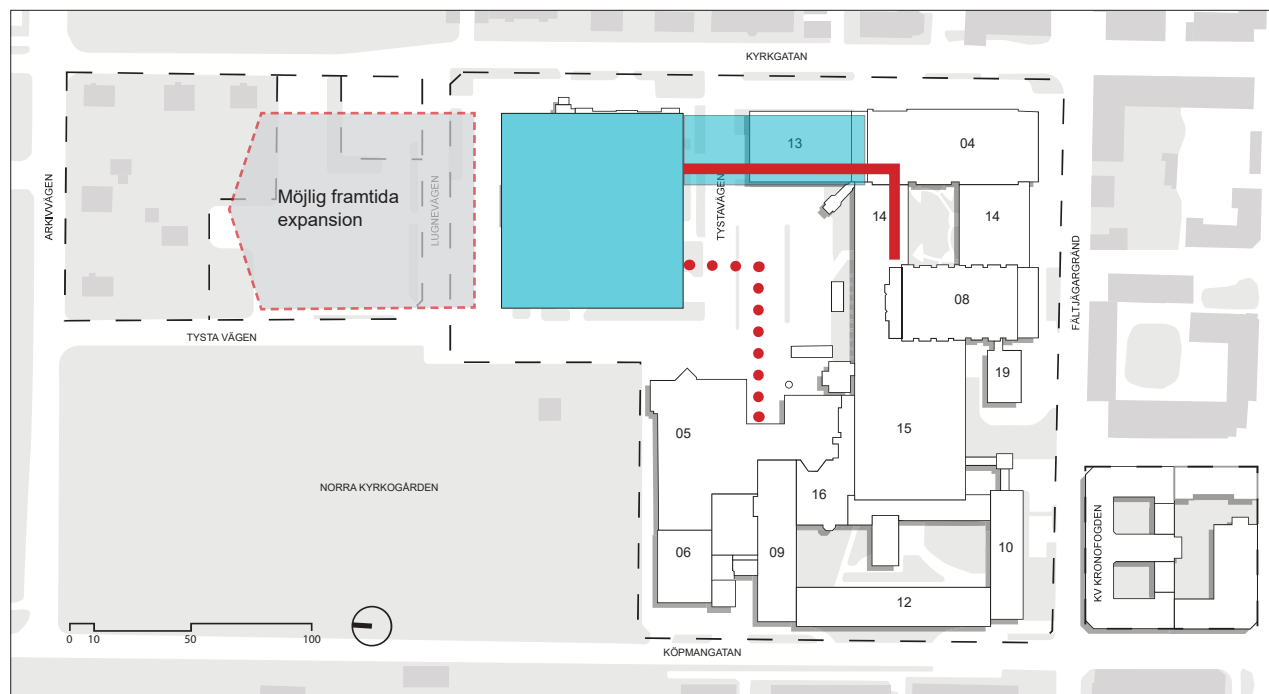 KYRKGATAN
13
04
ARKIVVÄGEN
Möjlig framtida
expansion
LUGNEVÄGEN
TYSTAVÄGEN
14
14
FÄLTJÄGARGRÄND
08
TYSTA VÄGEN
19
05
15
NORRA KYRKOGÅRDEN
16
06
09
10
KV KRONOFOGDEN
12
0 10 50 100
KÖPMANGATAN